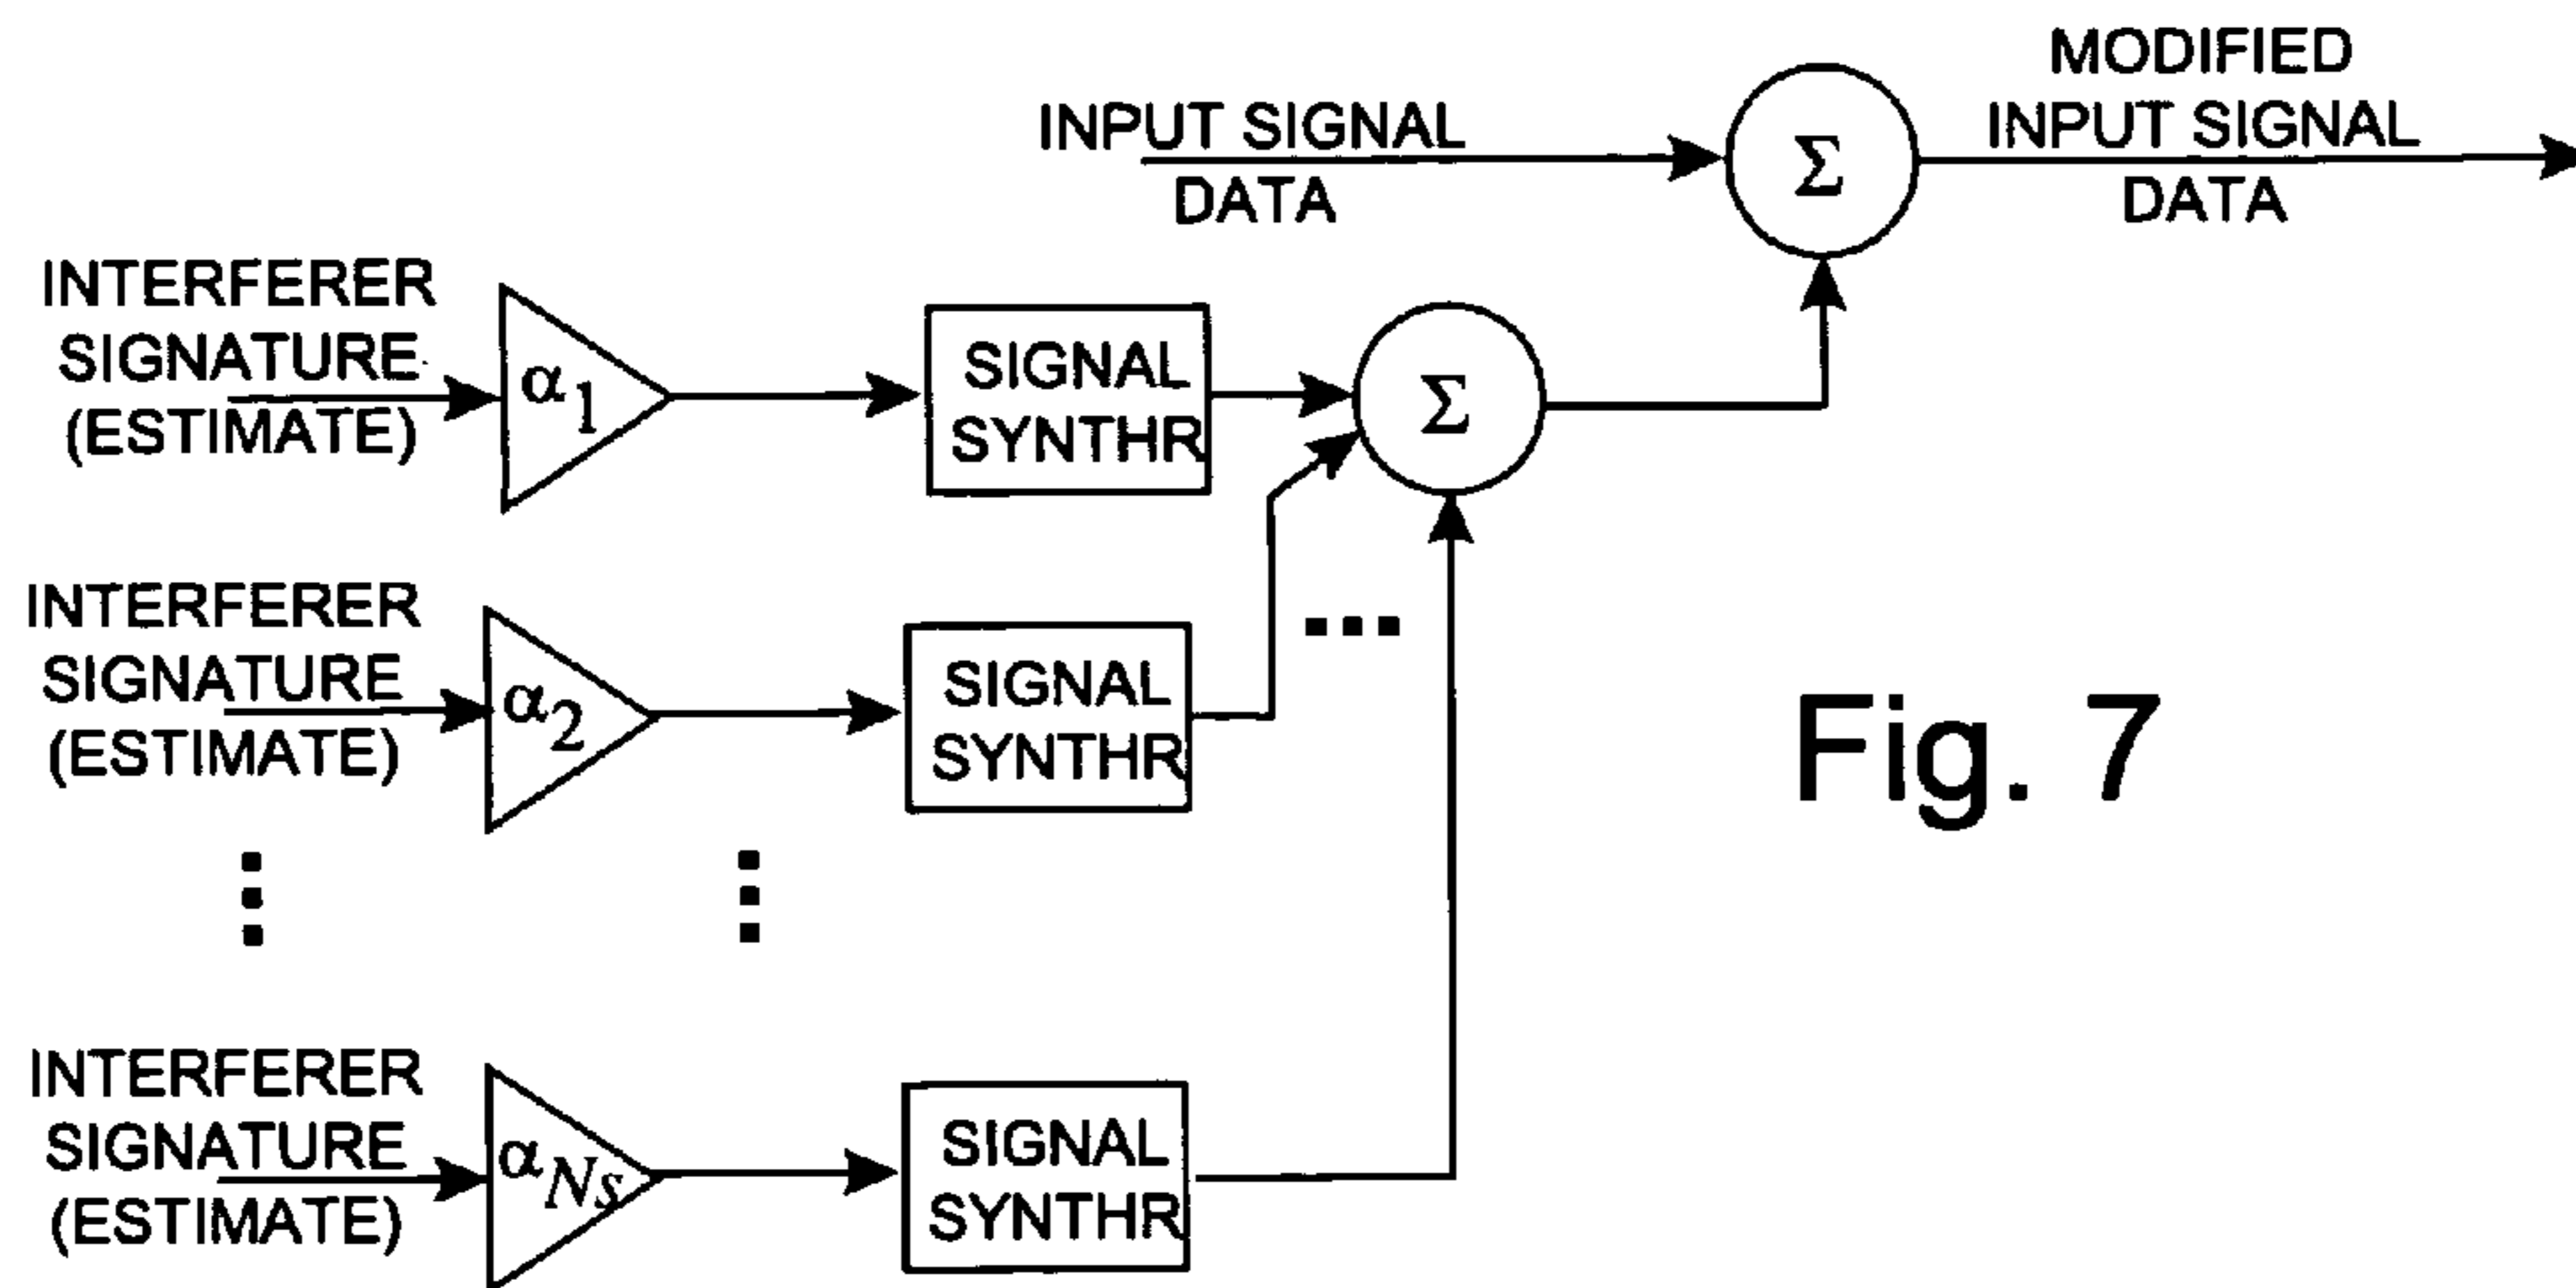 MODIFIED
INPUT SIGNAL
DATA
INPUT SIGNAL
DATA
Σ
INTERFERER
SIGNATURE
(ESTIMATE)
α1
SIGNAL
SYNTHR
Σ
INTERFERER
SIGNATURE
(ESTIMATE)
α2
SIGNAL
SYNTHR
...
Fig. 7
INTERFERER
SIGNATURE
(ESTIMATE)
αNs
SIGNAL
SYNTHR